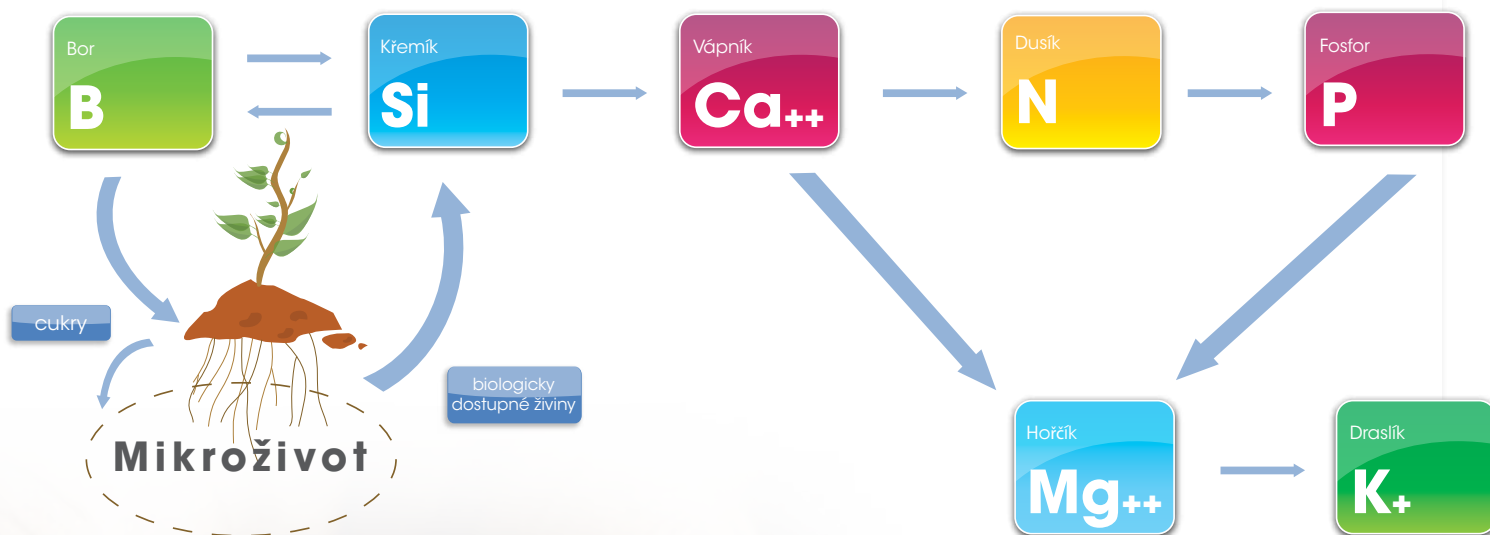 Bor
B
Křemík
Si
Vápník
Ca++
Dusík
N
Fosfor
P
cukry
biologicky
dostupné živiny
Mikroživot
Hořčík
Mg++
Draslík
K+